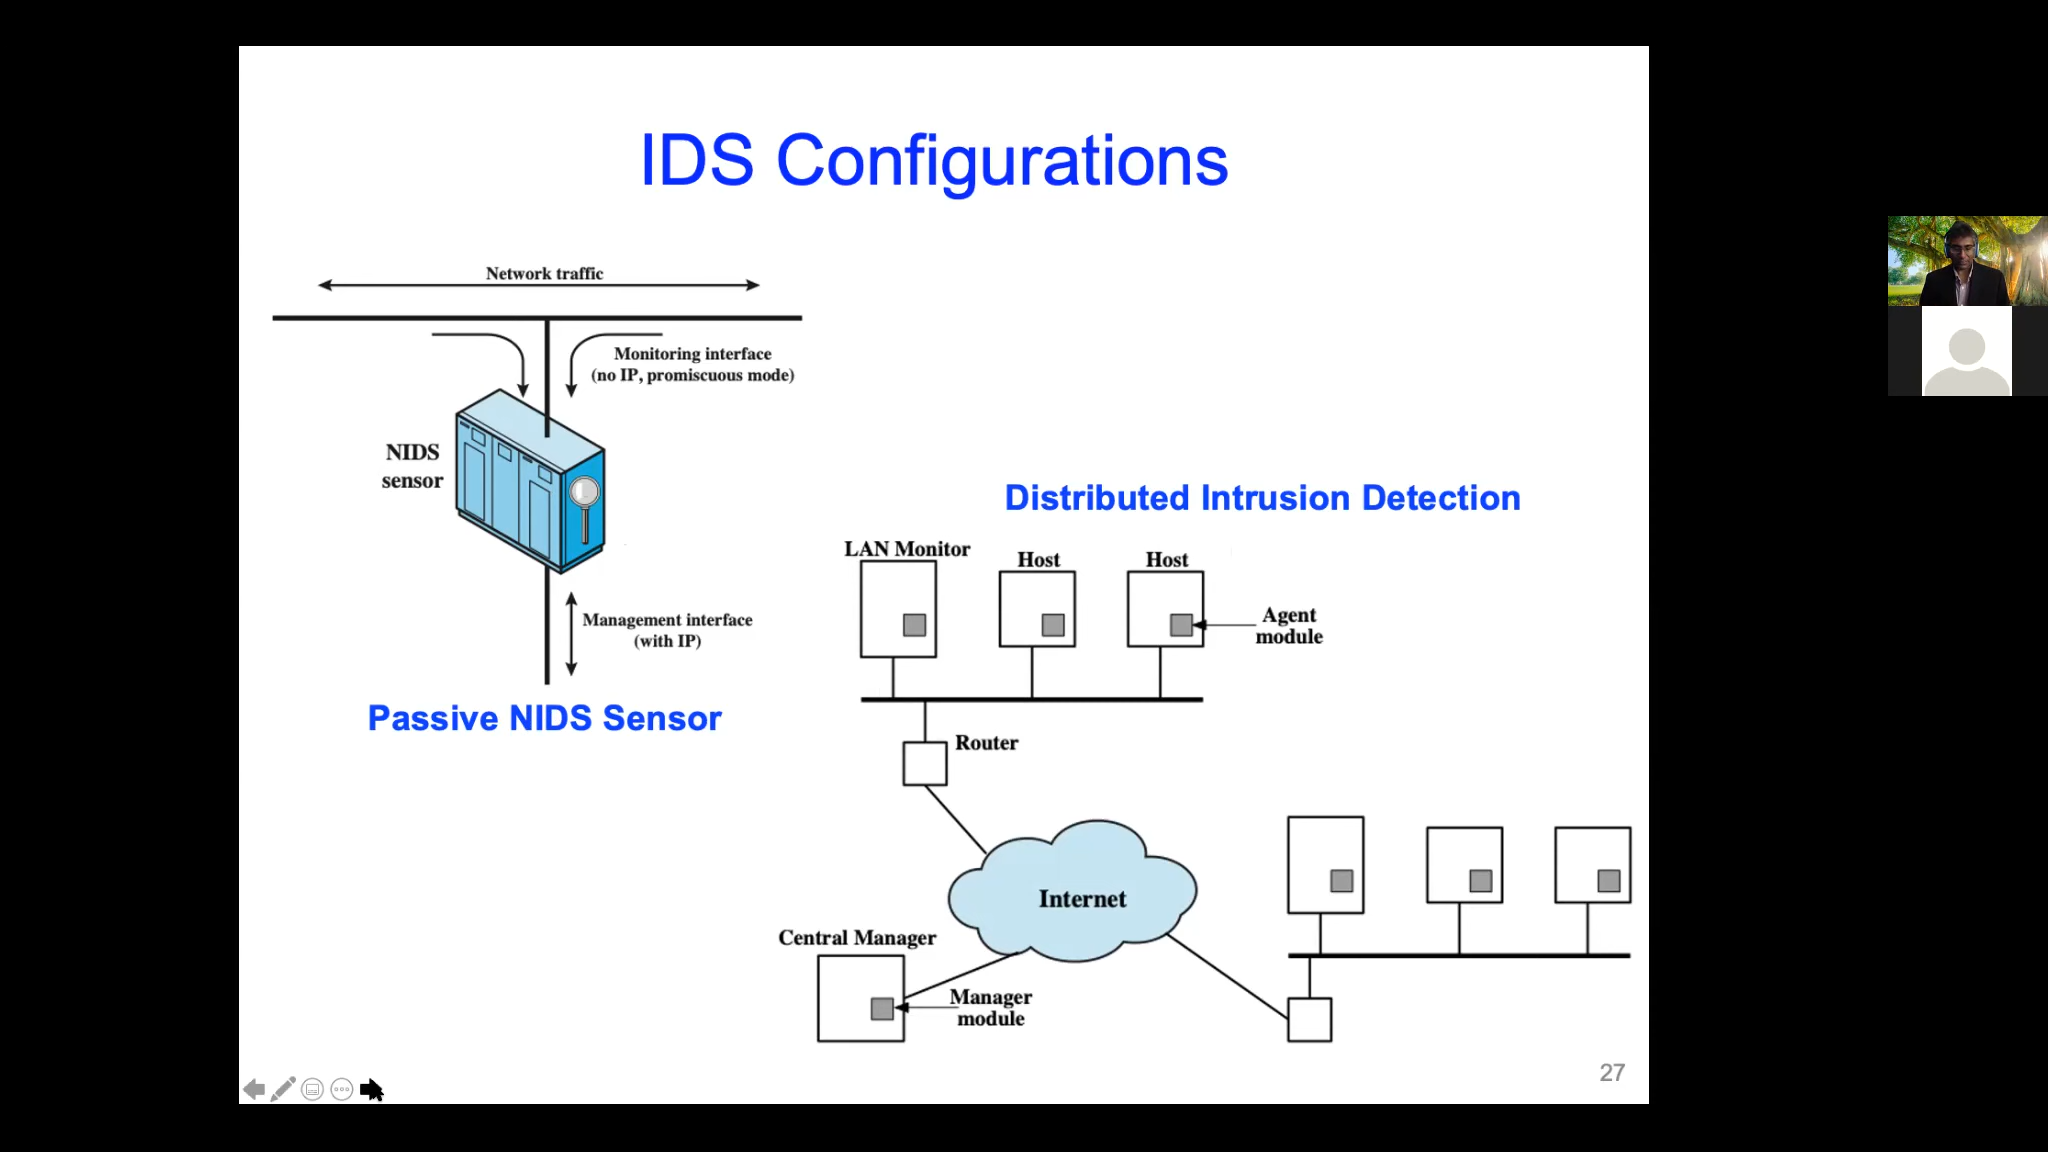 IDS Configurations
Network traffic
Monitoring interface
(no IP, promiscuous mode)
NIDS
sensor
Management interface
(with IP)
Passive NIDS Sensor
Distributed Intrusion Detection
LAN Monitor
Host
Host
Agent
module
Router
Internet
Central Manager
Manager
module
27